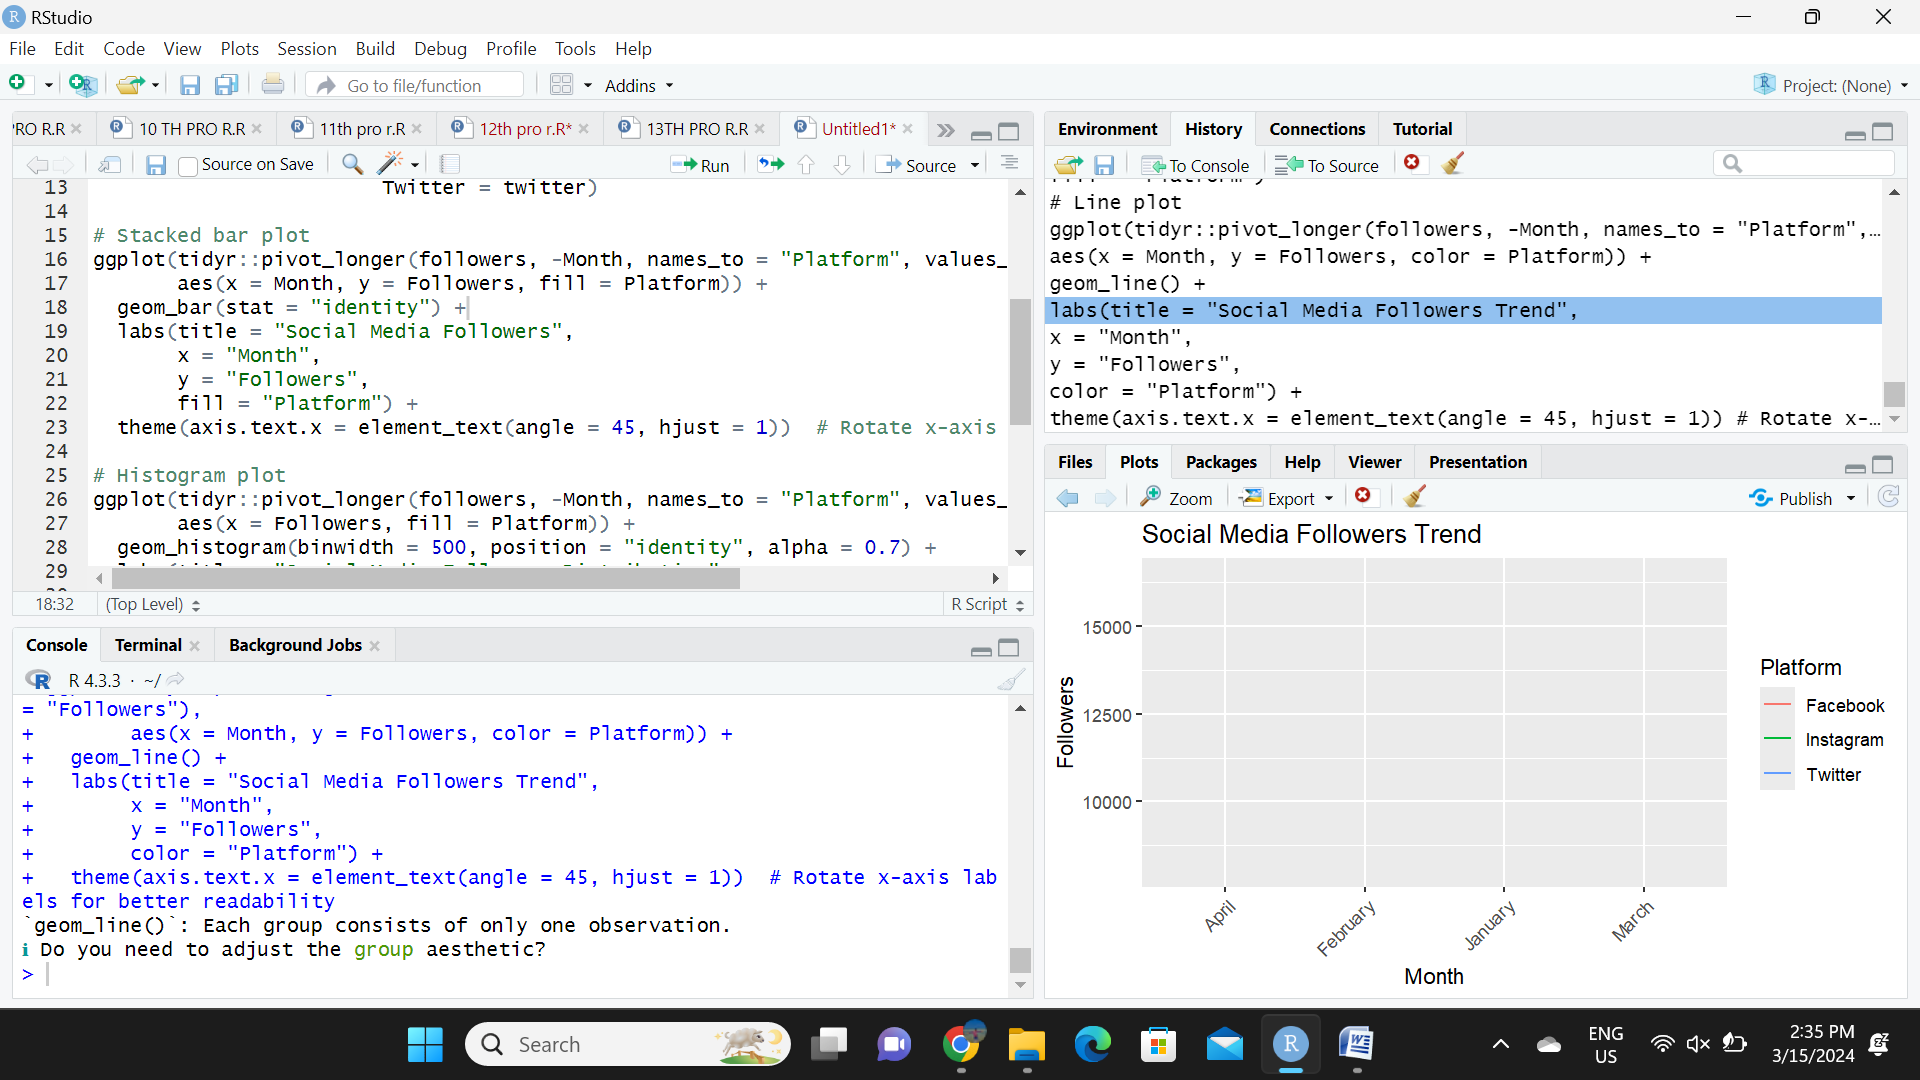 RStudio
File Edit Code View Plots Session Build Debug Profile Tools Help
Go to file/function Addins Project: (None)
PRO R.R 10 TH PRO R.R 11th pro r.R 12th pro r.R* 13TH PRO R.R Untitled1*
Source on Save Run Source
13 Twitter = twitter)
14
15 # Stacked bar plot
16 ggplot(tidyr::pivot_longer(followers, -Month, names_to = "Platform", values_
17 aes(x = Month, y = Followers, fill = Platform)) +
18 geom_bar(stat = "identity") +
19 labs(title = "Social Media Followers",
20 x = "Month",
21 y = "Followers",
22 fill = "Platform") +
23 theme(axis.text.x = element_text(angle = 45, hjust = 1)) # Rotate x-axis
24
25 # Histogram plot
26 ggplot(tidyr::pivot_longer(followers, -Month, names_to = "Platform", values_
27 aes(x = Followers, fill = Platform)) +
28 geom_histogram(binwidth = 500, position = "identity", alpha = 0.7) +
29
18:32 (Top Level) R Script
Console Terminal Background Jobs
R 4.3.3 · ~/
= "Followers"),
+ aes(x = Month, y = Followers, color = Platform)) +
+ geom_line() +
+ labs(title = "Social Media Followers Trend",
+ x = "Month",
+ y = "Followers",
+ color = "Platform") +
+ theme(axis.text.x = element_text(angle = 45, hjust = 1)) # Rotate x-axis lab
els for better readability
`geom_line()`: Each group consists of only one observation.
i Do you need to adjust the group aesthetic?
>
Environment History Connections Tutorial
To Console To Source
# Line plot
ggplot(tidyr::pivot_longer(followers, -Month, names_to = "Platform",…
aes(x = Month, y = Followers, color = Platform)) +
geom_line() +
labs(title = "Social Media Followers Trend",
x = "Month",
y = "Followers",
color = "Platform") +
theme(axis.text.x = element_text(angle = 45, hjust = 1)) # Rotate x-…
Files Plots Packages Help Viewer Presentation
Zoom Export Publish
Social Media Followers Trend
15000
12500
10000
Followers
April February January March
Month
Platform
Facebook
Instagram
Twitter
Search
ENG
US
2:35 PM
3/15/2024